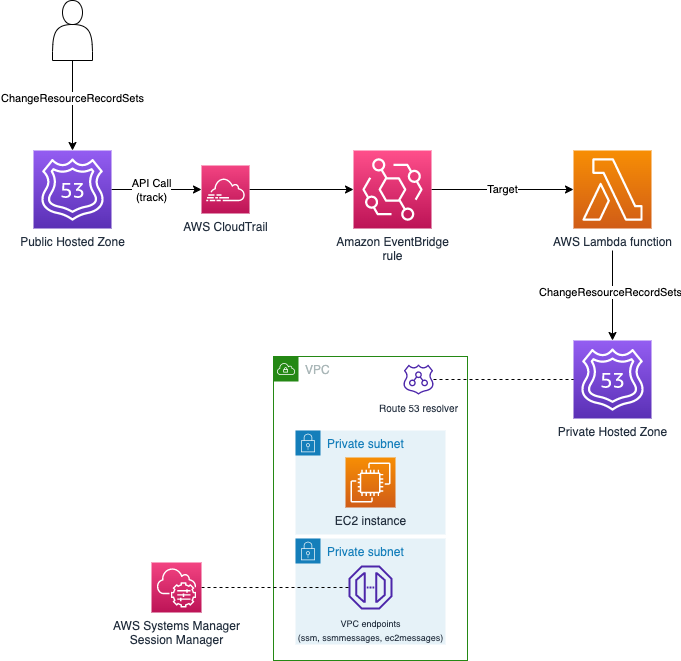 ChangeResourceRecordSets
53
Public Hosted Zone
API Call
(track)
AWS CloudTrail
Amazon EventBridge
rule
Target
AWS Lambda function
ChangeResourceRecordSets
53
Private Hosted Zone
VPC
Route 53 resolver
Private subnet
EC2 instance
Private subnet
VPC endpoints
(ssm, ssmmessages, ec2messages)
AWS Systems Manager
Session Manager